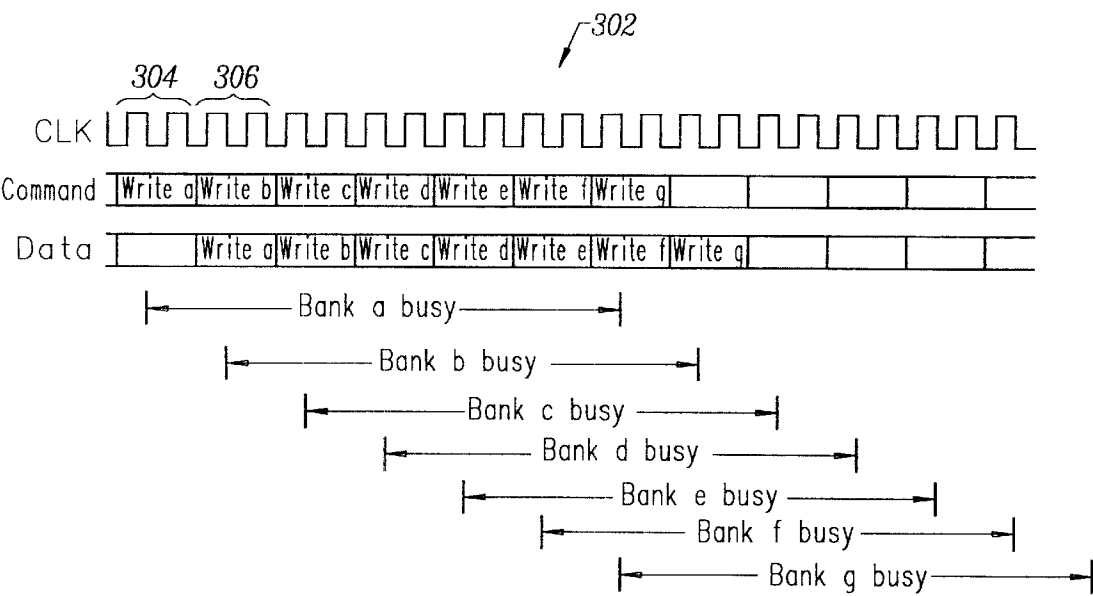 302
304 306
CLK
Command Write a Write b Write c Write d Write e Write f Write g
Data Write a Write b Write c Write d Write e Write f Write g
Bank a busy
Bank b busy
Bank c busy
Bank d busy
Bank e busy
Bank f busy
Bank g busy